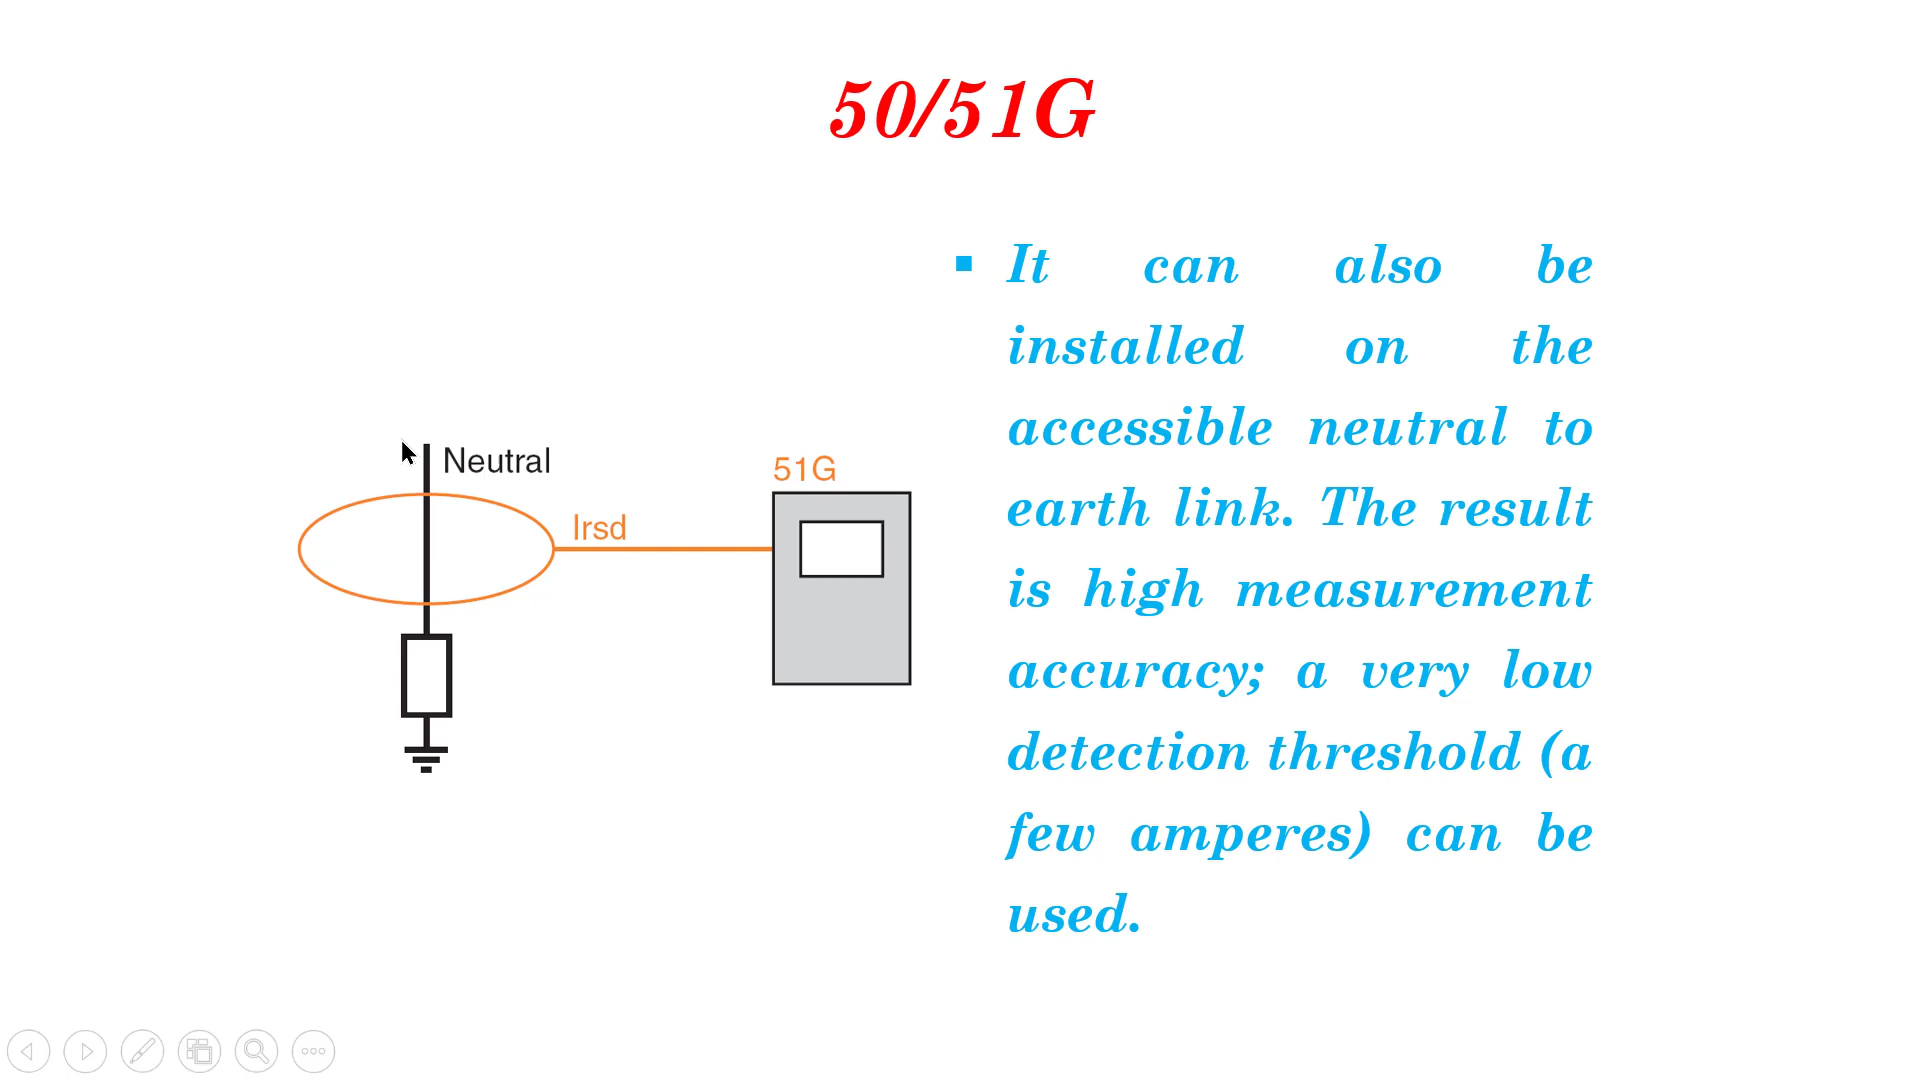 50/51G
▪ It can also be
installed on the
accessible neutral to
earth link. The result
is high measurement
accuracy; a very low
detection threshold (a
few amperes) can be
used.
Neutral
51G
Irsd